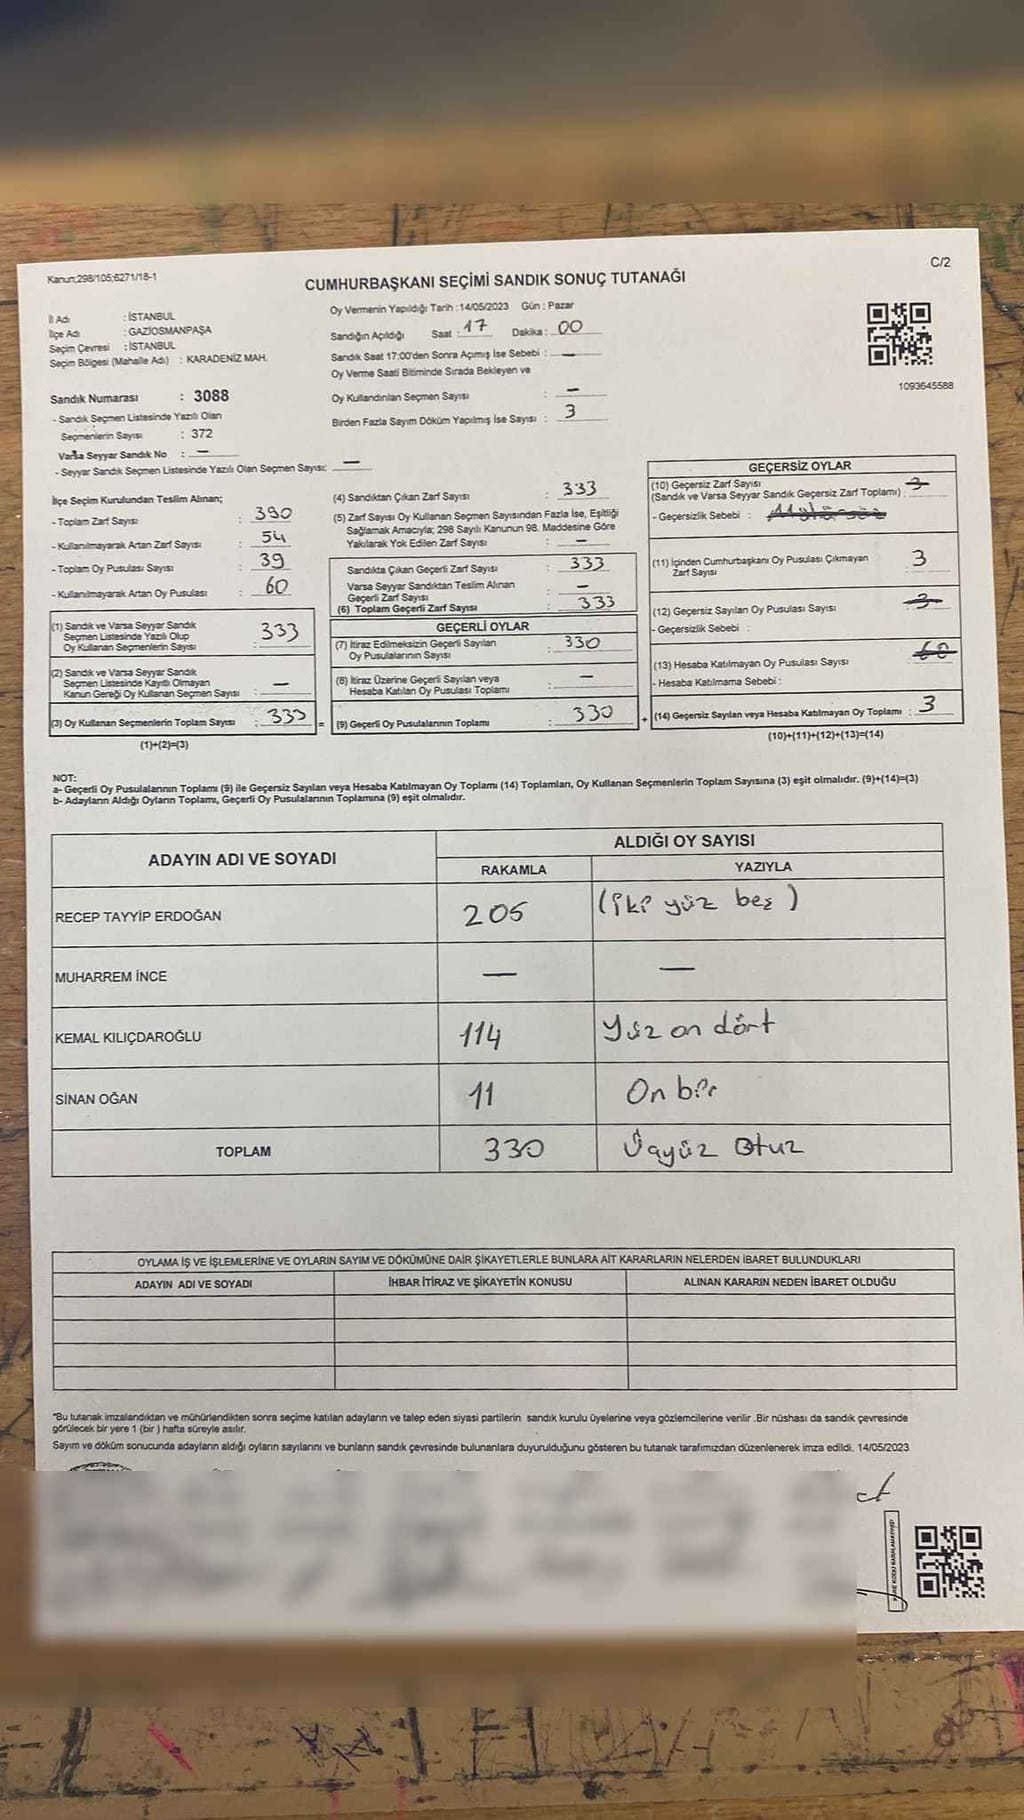 Kanun;298/105;6271/18-1
C/2
CUMHURBAŞKANI SEÇİMİ SANDIK SONUÇ TUTANAĞI
İl Adı : İSTANBUL
İlçe Adı : GAZİOSMANPAŞA
Seçim Çevresi : İSTANBUL
Seçim Bölgesi (Mahalle Adı) : KARADENİZ MAH.
Oy Vermenin Yapıldığı Tarih :14/05/2023 Gün : Pazar
Sandığın Açıldığı Saat : 17 Dakika : 00
Sandık Saat 17:00'den Sonra Açımış İse Sebebi : —
Oy Verme Saati Bitiminde Sırada Bekleyen ve
Oy Kullandırılan Seçmen Sayısı : —
Birden Fazla Sayım Döküm Yapılmış İse Sayısı : 3
1093645588
Sandık Numarası : 3088
- Sandık Seçmen Listesinde Yazılı Olan
Seçmenlerin Sayısı : 372
Varsa Seyyar Sandık No : —
- Seyyar Sandık Seçmen Listesinde Yazılı Olan Seçmen Sayısı: —
İlçe Seçim Kurulundan Teslim Alınan;
- Toplam Zarf Sayısı : 390
- Kullanılmayarak Artan Zarf Sayısı : 54
- Toplam Oy Pusulası Sayısı : 39
- Kullanılmayarak Artan Oy Pusulası : 60
(1) Sandık ve Varsa Seyyar Sandık
Seçmen Listesinde Yazılı Olup
Oy Kullanan Seçmenlerin Sayısı : 333
(2) Sandık ve Varsa Seyyar Sandık
Seçmen Listesinde Kayıtlı Olmayan
Kanun Gereği Oy Kullanan Seçmen Sayısı : —
(3) Oy Kullanan Seçmenlerin Toplam Sayısı : 333 =
(1)+(2)=(3)
(4) Sandıktan Çıkan Zarf Sayısı : 333
(5) Zarf Sayısı Oy Kullanan Seçmen Sayısından Fazla İse, Eşitliği
Sağlamak Amacıyla; 298 Sayılı Kanunun 98. Maddesine Göre
Yakılarak Yok Edilen Zarf Sayısı : —
Sandıkta Çıkan Geçerli Zarf Sayısı : 333
Varsa Seyyar Sandıktan Teslim Alınan
Geçerli Zarf Sayısı : —
(6) Toplam Geçerli Zarf Sayısı : 333
GEÇERLİ OYLAR
(7) İtiraz Edilmeksizin Geçerli Sayılan
Oy Pusulalarının Sayısı : 330
(8) İtiraz Üzerine Geçerli Sayılan veya
Hesaba Katılan Oy Pusulası Toplamı : —
(9) Geçerli Oy Pusulalarının Toplamı : 330 +
GEÇERSİZ OYLAR
(10) Geçersiz Zarf Sayısı
(Sandık ve Varsa Seyyar Sandık Geçersiz Zarf Toplamı) : 3
- Geçersizlik Sebebi :
(11) İçinden Cumhurbaşkanı Oy Pusulası Çıkmayan
Zarf Sayısı : 3
(12) Geçersiz Sayılan Oy Pusulası Sayısı : 3
- Geçersizlik Sebebi :
(13) Hesaba Katılmayan Oy Pusulası Sayısı : 60
- Hesaba Katılmama Sebebi :
(14) Geçersiz Sayılan veya Hesaba Katılmayan Oy Toplamı : 3
(10)+(11)+(12)+(13)=(14)
NOT:
a- Geçerli Oy Pusulalarının Toplamı (9) ile Geçersiz Sayılan veya Hesaba Katılmayan Oy Toplamı (14) Toplamları, Oy Kullanan Seçmenlerin Toplam Sayısına (3) eşit olmalıdır. (9)+(14)=(3)
b- Adayların Aldığı Oyların Toplamı, Geçerli Oy Pusulalarının Toplamına (9) eşit olmalıdır.
ADAYIN ADI VE SOYADI
ALDIĞI OY SAYISI
RAKAMLA YAZIYLA
RECEP TAYYİP ERDOĞAN 205 (iki yüz beş)
MUHARREM İNCE — —
KEMAL KILIÇDAROĞLU 114 Yüz on dört
SİNAN OĞAN 11 On bir
TOPLAM 330 Üçyüz Otuz
OYLAMA İŞ VE İŞLEMLERİNE VE OYLARIN SAYIM VE DÖKÜMÜNE DAİR ŞİKAYETLERLE BUNLARA AİT KARARLARIN NELERDEN İBARET BULUNDUKLARI
ADAYIN ADI VE SOYADI İHBAR İTİRAZ VE ŞİKAYETİN KONUSU ALINAN KARARIN NEDEN İBARET OLDUĞU
*Bu tutanak imzalandıktan ve mühürlendikten sonra seçime katılan adayların ve talep eden siyasi partilerin sandık kurulu üyelerine veya gözlemcilerine verilir .Bir nüshası da sandık çevresinde
görülecek bir yere 1 (bir ) hafta süreyle asılır.
Sayım ve döküm sonucunda adayların aldığı oyların sayılarını ve bunların sandık çevresinde bulunanlara duyurulduğunu gösteren bu tutanak tarafımızdan düzenlenerek imza edildi. 14/05/2023